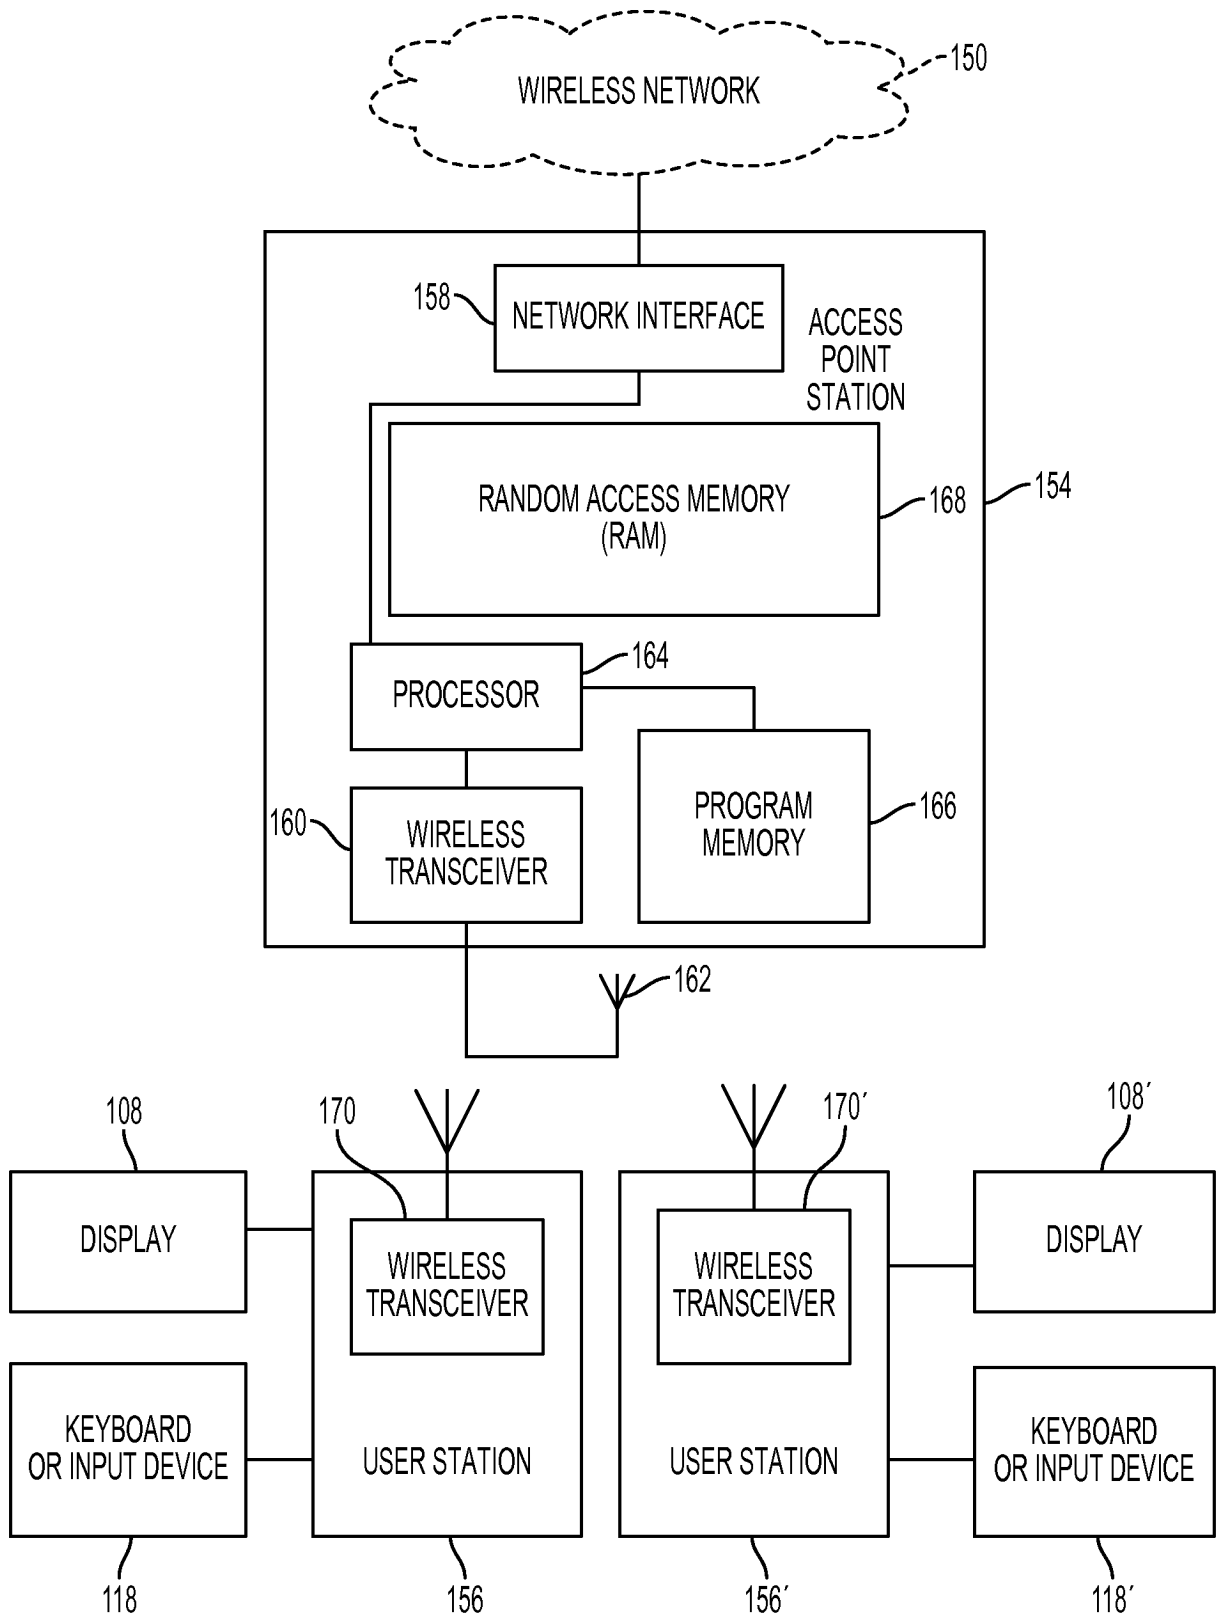 150
WIRELESS NETWORK
158
NETWORK INTERFACE
ACCESS
POINT
STATION
RANDOM ACCESS MEMORY
(RAM)
168
154
164
PROCESSOR
160
WIRELESS
TRANSCEIVER
PROGRAM
MEMORY
166
162
108
170
170´
108´
DISPLAY
WIRELESS
TRANSCEIVER
WIRELESS
TRANSCEIVER
DISPLAY
KEYBOARD
OR INPUT DEVICE
USER STATION
USER STATION
KEYBOARD
OR INPUT DEVICE
118
156
156´
118´